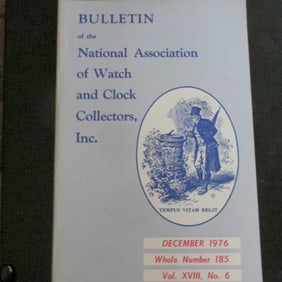 BULLETIN
of the
National Association
of Watch
and Clock
Collectors,
Inc.
TEMPUS VITAM REGIT
DECEMBER 1976
Whole Number 185
Vol. XVIII, No. 6